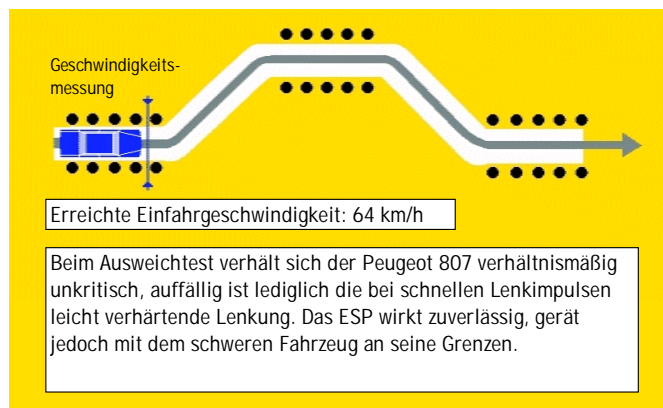 Geschwindigkeits-
messung
Erreichte Einfahrgeschwindigkeit: 64 km/h
Beim Ausweichtest verhält sich der Peugeot 807 verhältnismäßig
unkritisch, auffällig ist lediglich die bei schnellen Lenkimpulsen
leicht verhärtende Lenkung. Das ESP wirkt zuverlässig, gerät
jedoch mit dem schweren Fahrzeug an seine Grenzen.